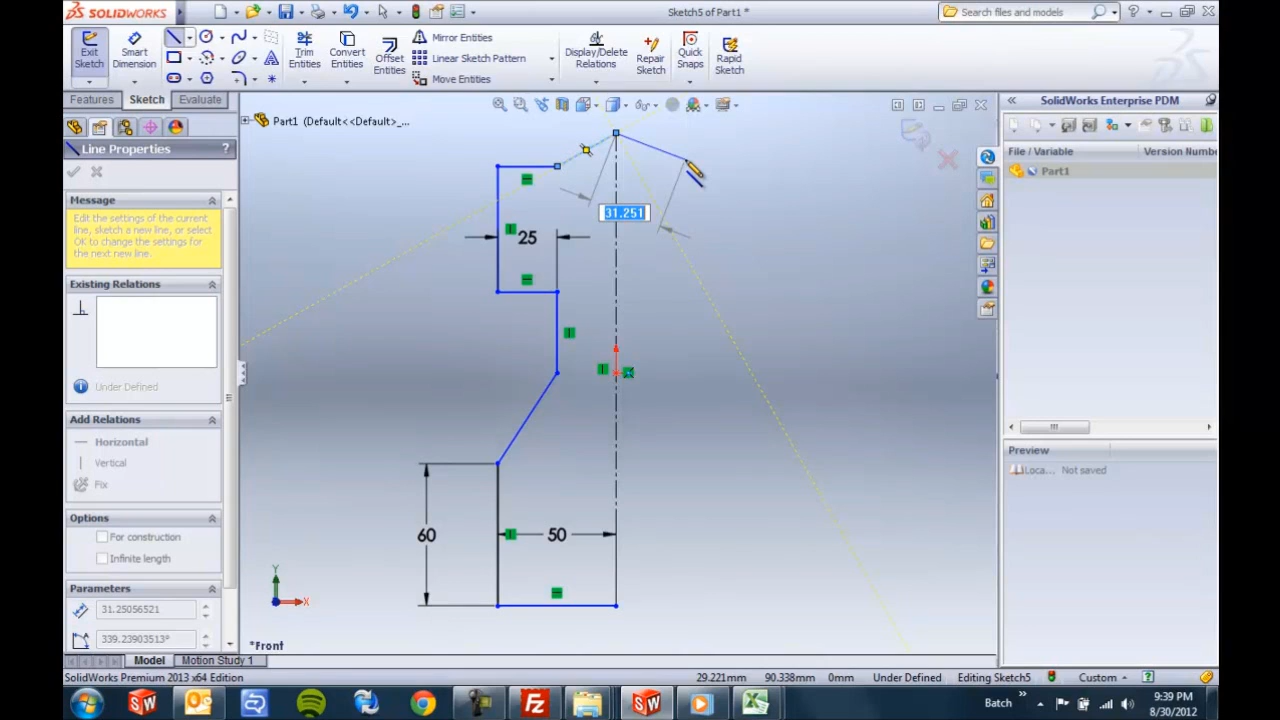 SOLIDWORKS
Sketch5 of Part1 *
Search files and models
Exit Sketch
Smart Dimension
Trim Entities
Convert Entities
Offset Entities
Mirror Entities
Linear Sketch Pattern
Move Entities
Display/Delete Relations
Repair Sketch
Quick Snaps
Rapid Sketch
Features
Sketch
Evaluate
Part1 (Default<<Default>_...
SolidWorks Enterprise PDM
File / Variable
Version Numbe
Part1
Line Properties
?
Message
Edit the settings of the current
line, sketch a new line, or select
OK to change the settings for
the next new line.
Existing Relations
Under Defined
Add Relations
Horizontal
Vertical
Fix
Options
For construction
Infinite length
Parameters
31.25056521
339.23903513°
31.251
25
60
50
Y
X
*Front
Preview
Loca... Not saved
Model
Motion Study 1
SolidWorks Premium 2013 x64 Edition
29.221mm
90.338mm
0mm
Under Defined
Editing Sketch5
Custom
Batch
9:39 PM
8/30/2012